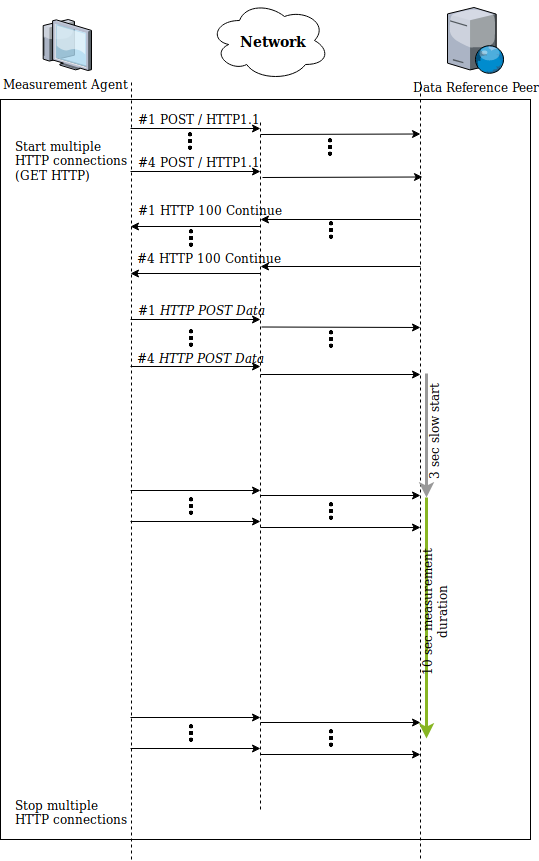 Network
Measurement Agent
Data Reference Peer
#1 POST / HTTP1.1
Start multiple
HTTP connections
(GET HTTP)
#4 POST / HTTP1.1
#1 HTTP 100 Continue
#4 HTTP 100 Continue
#1 HTTP POST Data
#4 HTTP POST Data
3 sec slow start
10 sec measurement
duration
Stop multiple
HTTP connections